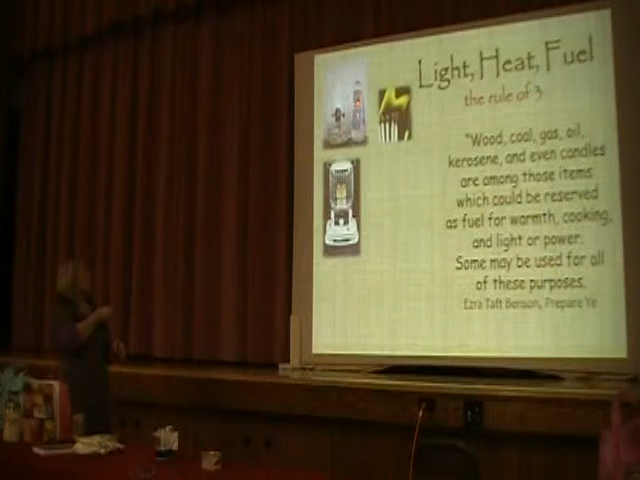 Light, Heat, Fuel
the rule of 3
"Wood, coal, gas, oil,
kerosene, and even candles
are among those items
which could be reserved
as fuel for warmth, cooking,
and light or power.
Some may be used for all
of these purposes.
Ezra Taft Benson, Prepare Ye